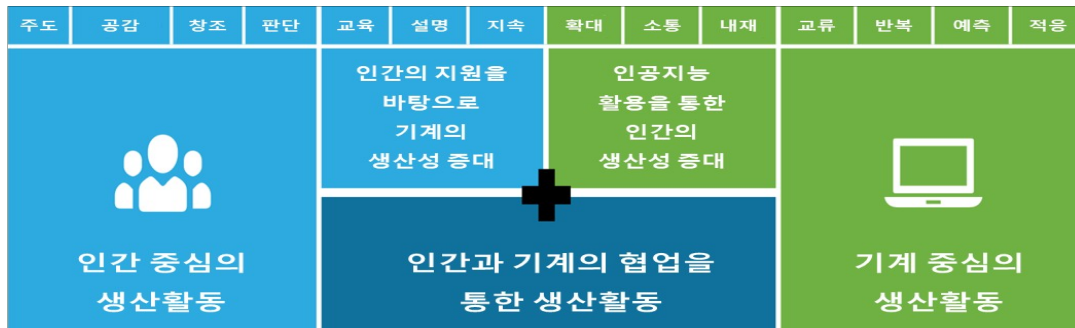 주도 공감 창조 판단 교육 설명 지속 확대 소통 내재 교류 반복 예측 적응
인간의 지원을
바탕으로
기계의
생산성 증대
인공지능
활용을 통한
인간의
생산성 증대
인간 중심의
생산활동
인간과 기계의 협업을
통한 생산활동
기계 중심의
생산활동